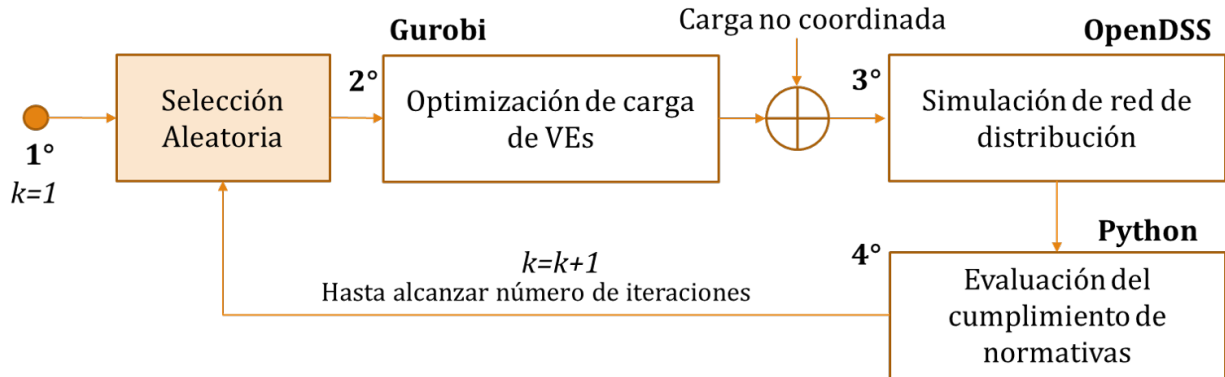 1°
k=1
Selección
Aleatoria
2°
Gurobi
Optimización de carga
de VEs
Carga no coordinada
3°
OpenDSS
Simulación de red de
distribución
Python
4°
Evaluación del
cumplimiento de
normativas
k=k+1
Hasta alcanzar número de iteraciones